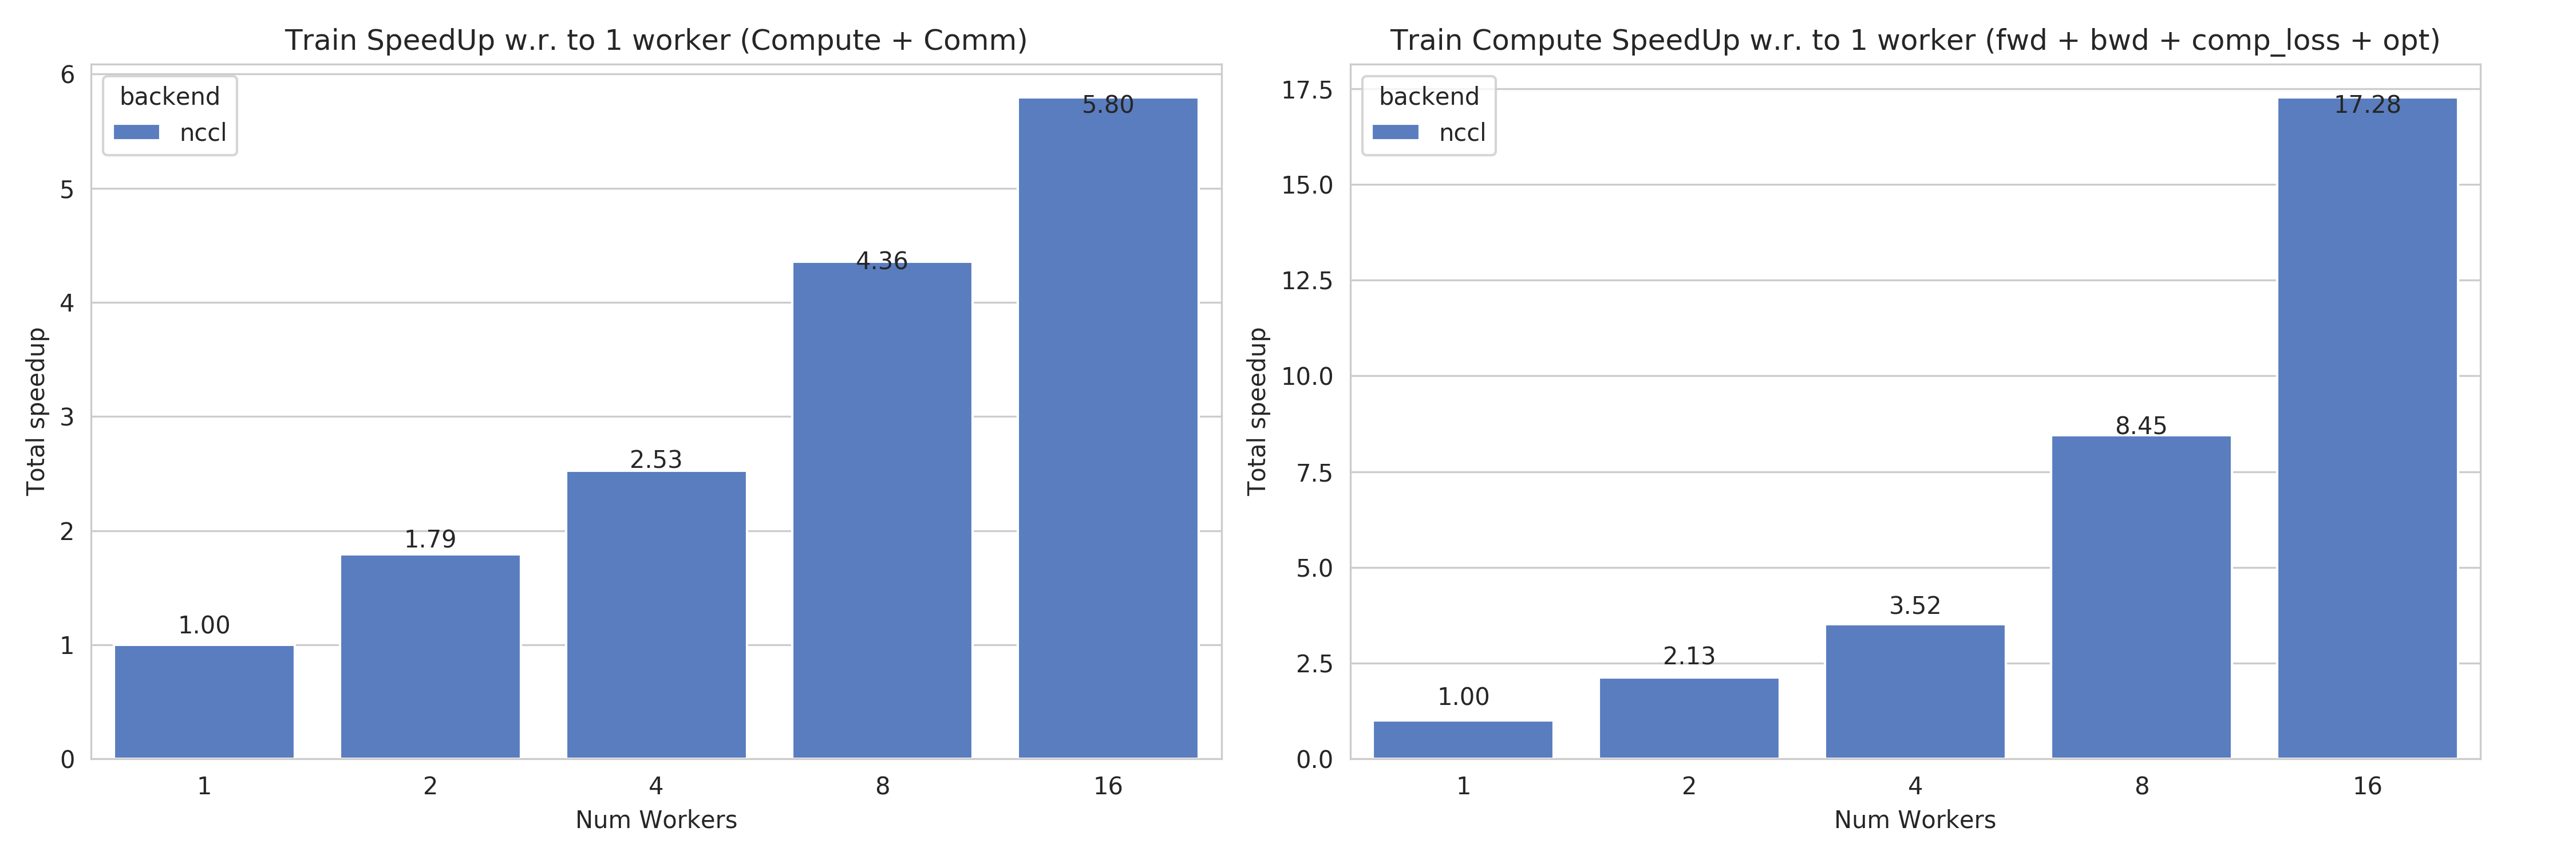 Train SpeedUp w.r. to 1 worker (Compute + Comm)
6
5
4
3
2
1
0
Total speedup
backend
nccl
1.00
1.79
2.53
4.36
5.80
1 2 4 8 16
Num Workers
Train Compute SpeedUp w.r. to 1 worker (fwd + bwd + comp_loss + opt)
17.5
15.0
12.5
10.0
7.5
5.0
2.5
0.0
Total speedup
backend
nccl
1.00
2.13
3.52
8.45
17.28
1 2 4 8 16
Num Workers